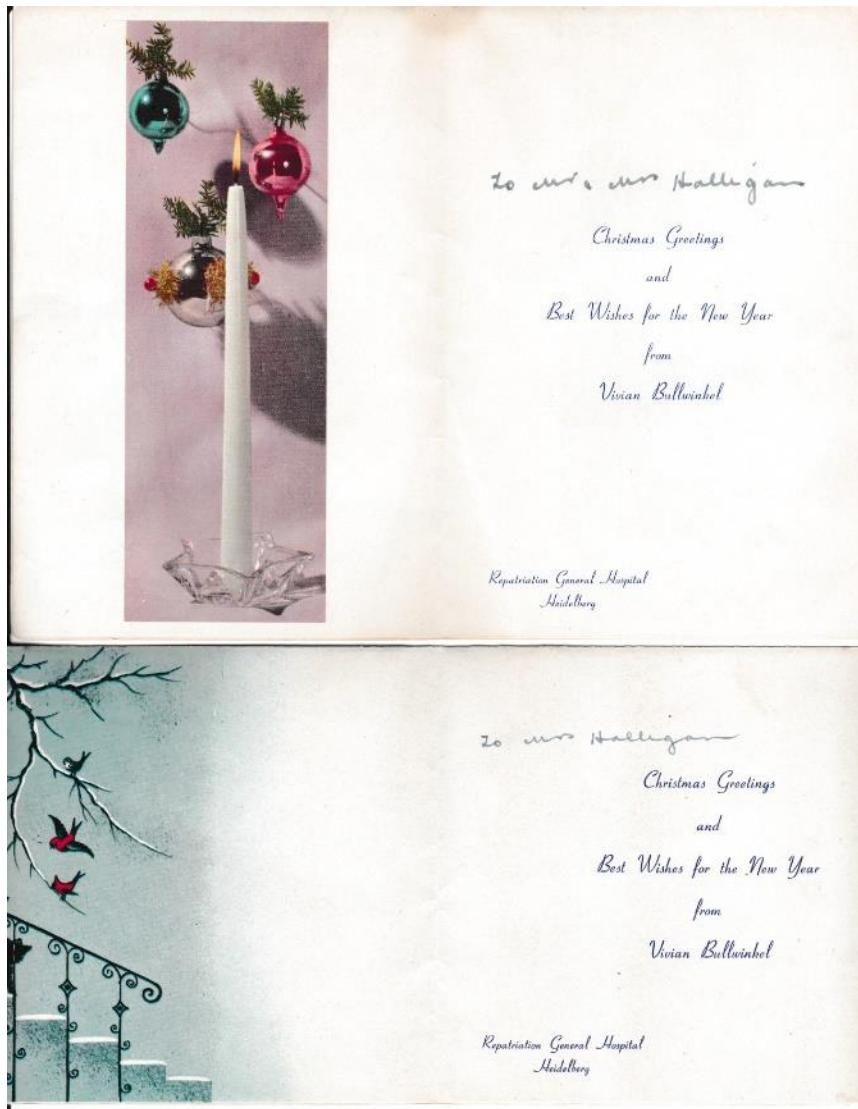 To Mr & Mrs Halligan
Christmas Greetings
and
Best Wishes for the New Year
from
Vivian Bullwinkel
Repatriation General Hospital
Heidelberg
To Mrs Halligan
Christmas Greetings
and
Best Wishes for the New Year
from
Vivian Bullwinkel
Repatriation General Hospital
Heidelberg